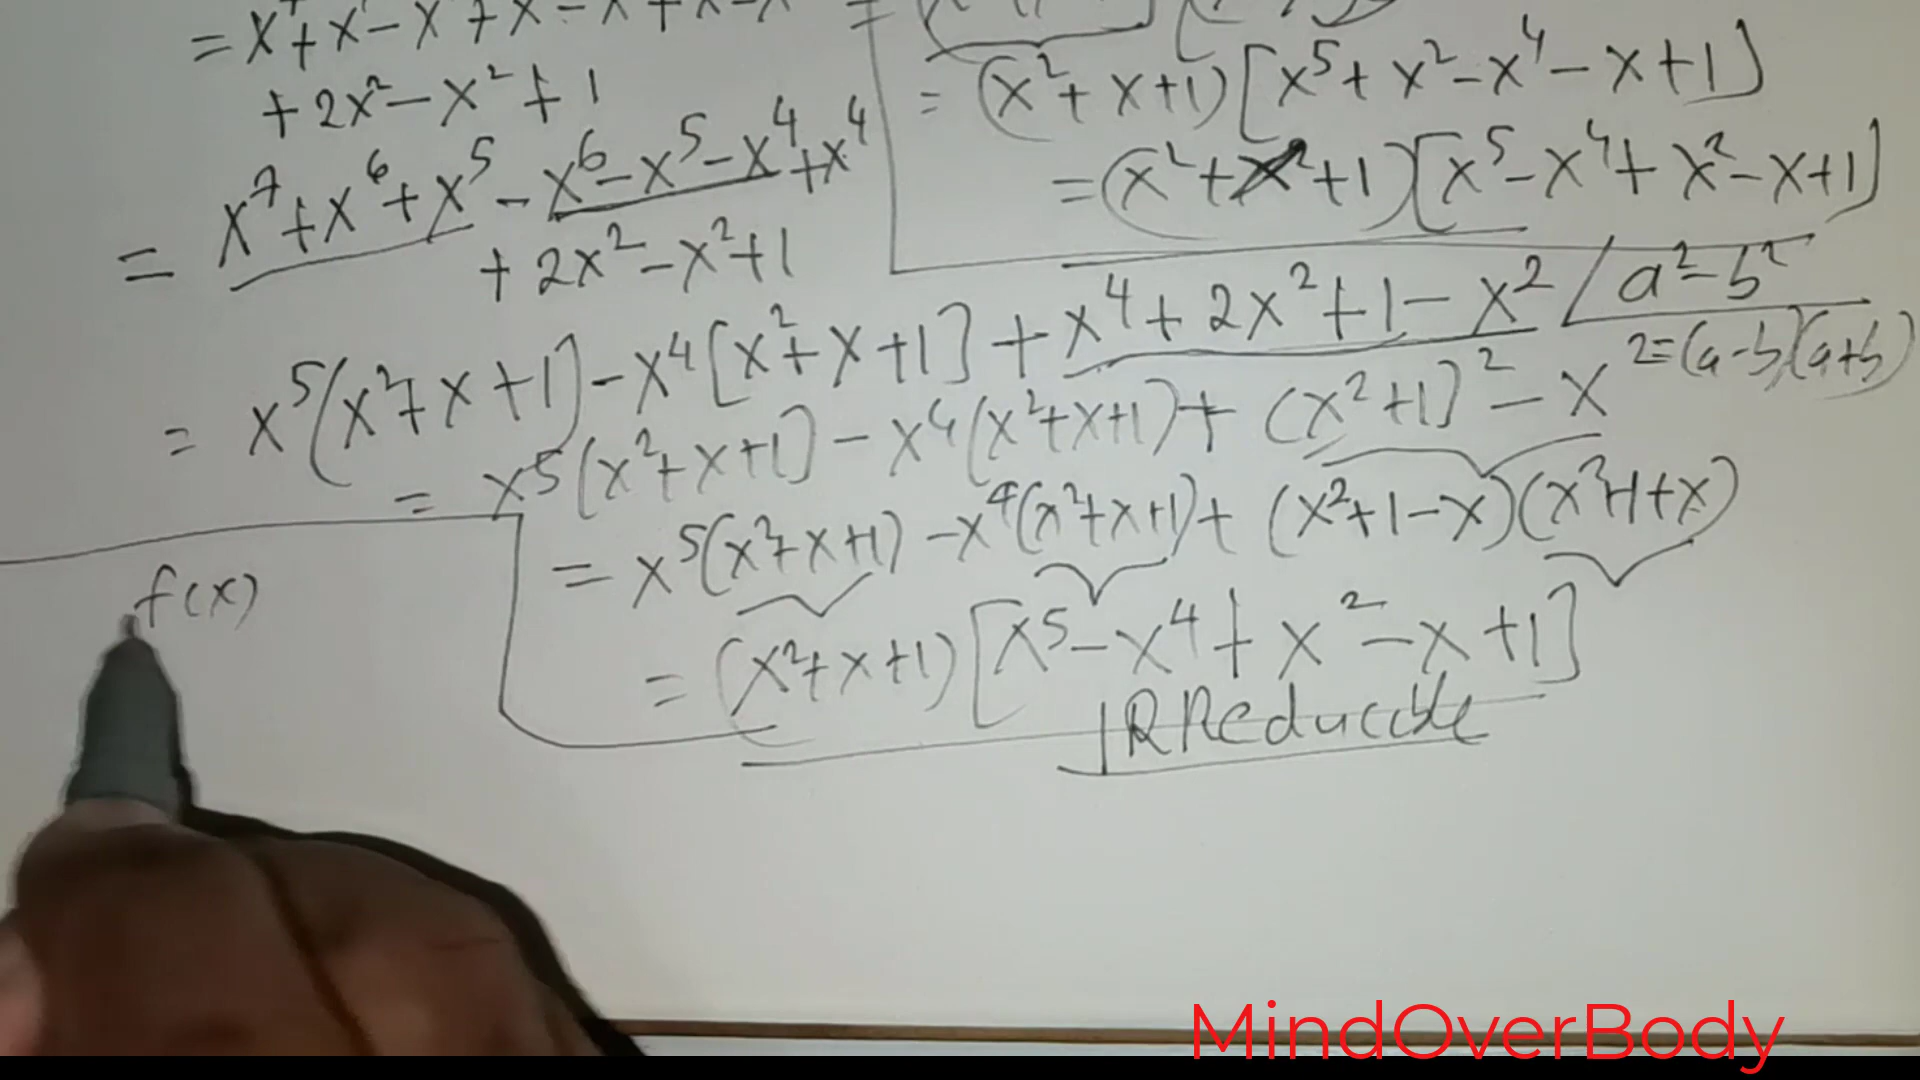 + 2x² - x² + 1
= x⁷ + x⁶ + x⁵ - x⁶ - x⁵ - x⁴ + x⁴
+ 2x² - x² + 1
= x⁵(x² + x + 1) - x⁴[x² + x + 1] + x⁴ + 2x² + 1 - x²
= x⁵(x² + x + 1) - x⁴(x² + x + 1) + (x² + 1)² - x²
= x⁵(x² + x + 1) - x⁴(x² + x + 1) + (x² + 1 - x)(x² + 1 + x)
= (x² + x + 1)[x⁵ - x⁴ + x² - x + 1]
IRReducible
= (x² + x + 1)[x⁵ + x² - x⁴ - x + 1]
= (x² + x + 1)[x⁵ - x⁴ + x² - x + 1]
a² - b²
= (a - b)(a + b)
f(x)
MindOverBody